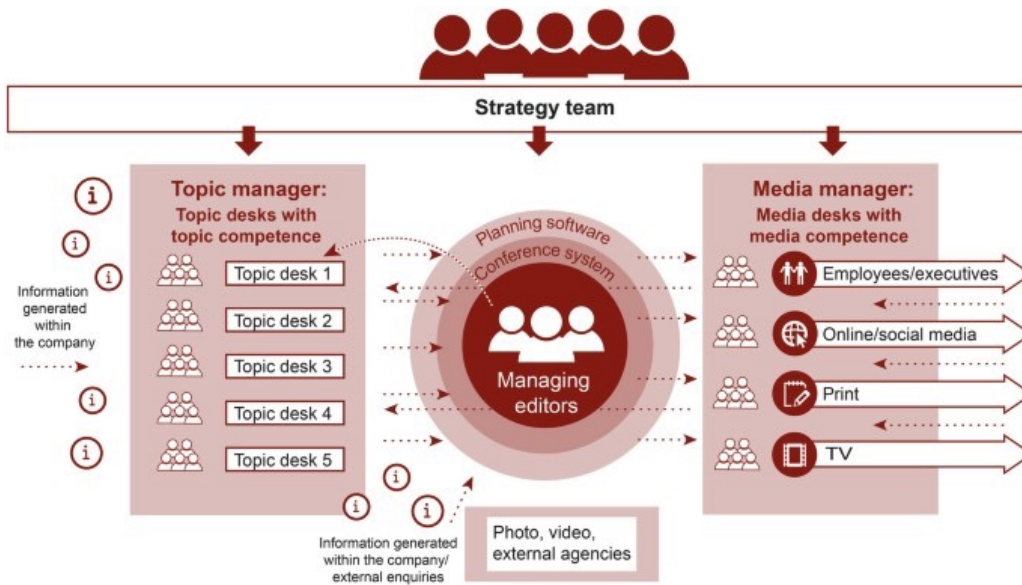 Strategy team
Topic manager:
Topic desks with
topic competence
Topic desk 1
Topic desk 2
Topic desk 3
Topic desk 4
Topic desk 5
i
i
i
i
i
Information
generated
within
the company
Planning software
Conference system
Managing
editors
i
i
i
Information generated
within the company/
external enquiries
Photo, video,
external agencies
Media manager:
Media desks with
media competence
Employees/executives
Online/social media
Print
TV